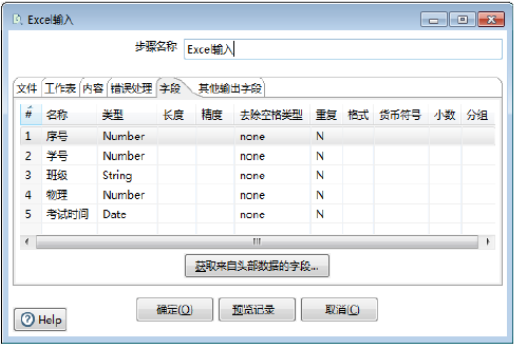 Excel输入
步骤名称 Excel输入
文件 工作表 内容 错误处理 字段 其他输出字段
# 名称 类型 长度 精度 去除空格类型 重复 格式 货币符号 小数 分组
1 序号 Number none N
2 学号 Number none N
3 班级 String none N
4 物理 Number none N
5 考试时间 Date none N
获取来自头部数据的字段...
确定(O) 预览记录 取消(C)
Help